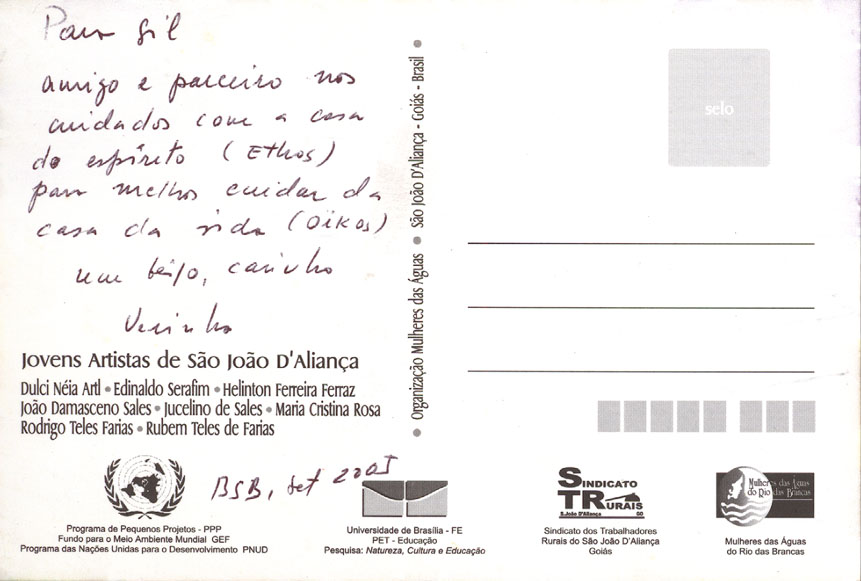 Para Gil
amigo e parceiro nos
cuidados com a casa
do espírito (Ethos)
para melhor cuidar da
casa da vida (Oikos)
um beijo, carinho
Jovens Artistas de São João D'Aliança
Dulci Néia Artl • Edinaldo Serafim • Helinton Ferreira Ferraz
João Damasceno Sales • Jucelino de Sales • Maria Cristina Rosa
Rodrigo Teles Farias • Rubem Teles de Farias
BSB, set 2005
Programa de Pequenos Projetos - PPP
Fundo para o Meio Ambiente Mundial GEF
Programa das Nações Unidas para o Desenvolvimento PNUD
• Organização Mulheres das Águas • São João D'Aliança - Goiás - Brasil •
selo
Universidade de Brasília - FE
PET - Educação
Pesquisa: Natureza, Cultura e Educação
SINDICATO
STRURAIS
S.João D'Aliança GO
Sindicato dos Trabalhadores
Rurais do São João D'Aliança
Goiás
Mulheres das Águas
do Rio das Brancas
Mulheres das Águas
do Rio das Brancas